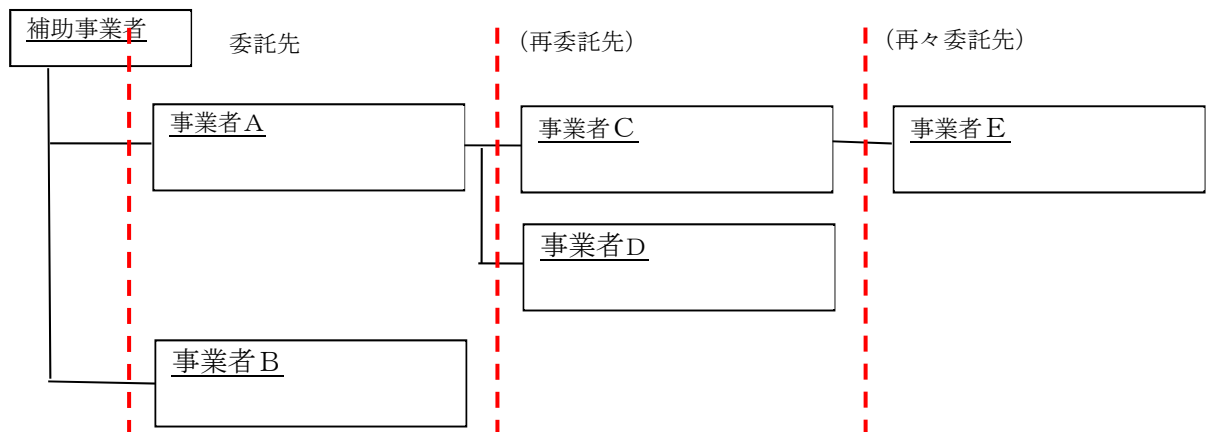 補助事業者
委託先
(再委託先)
(再々委託先)
事業者A
事業者C
事業者E
事業者D
事業者B